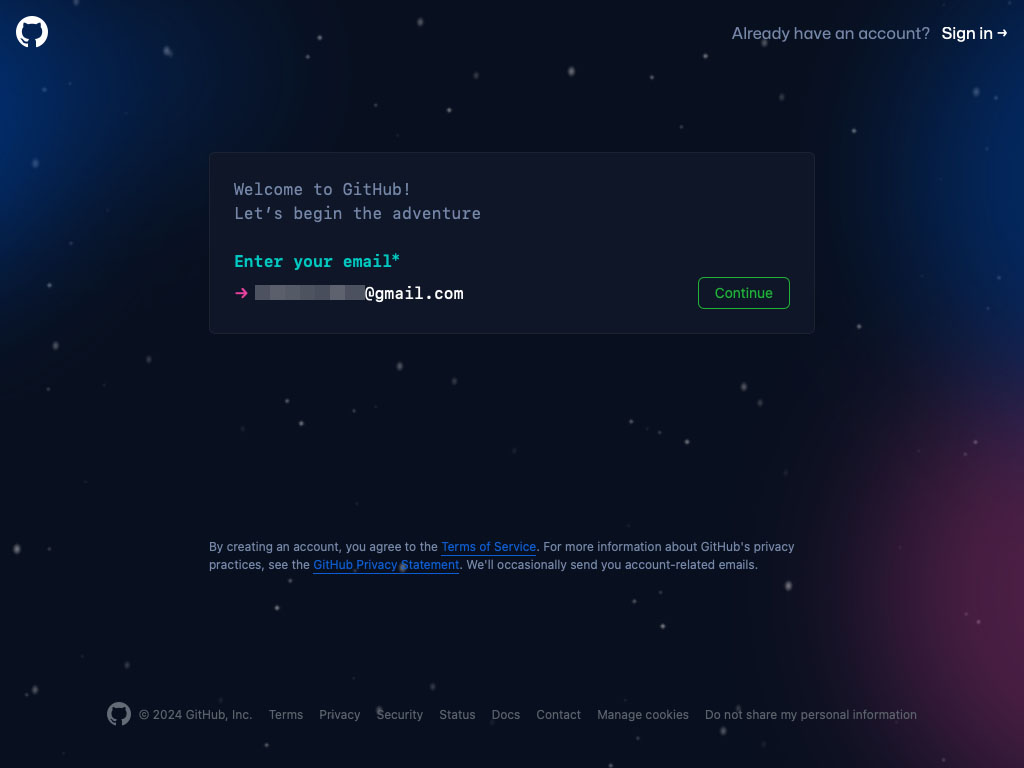 Already have an account? Sign in →
Welcome to GitHub!
Let's begin the adventure
Enter your email*
→ @gmail.com
Continue
By creating an account, you agree to the Terms of Service. For more information about GitHub's privacy
practices, see the GitHub Privacy Statement. We'll occasionally send you account-related emails.
© 2024 GitHub, Inc. Terms Privacy Security Status Docs Contact Manage cookies Do not share my personal information